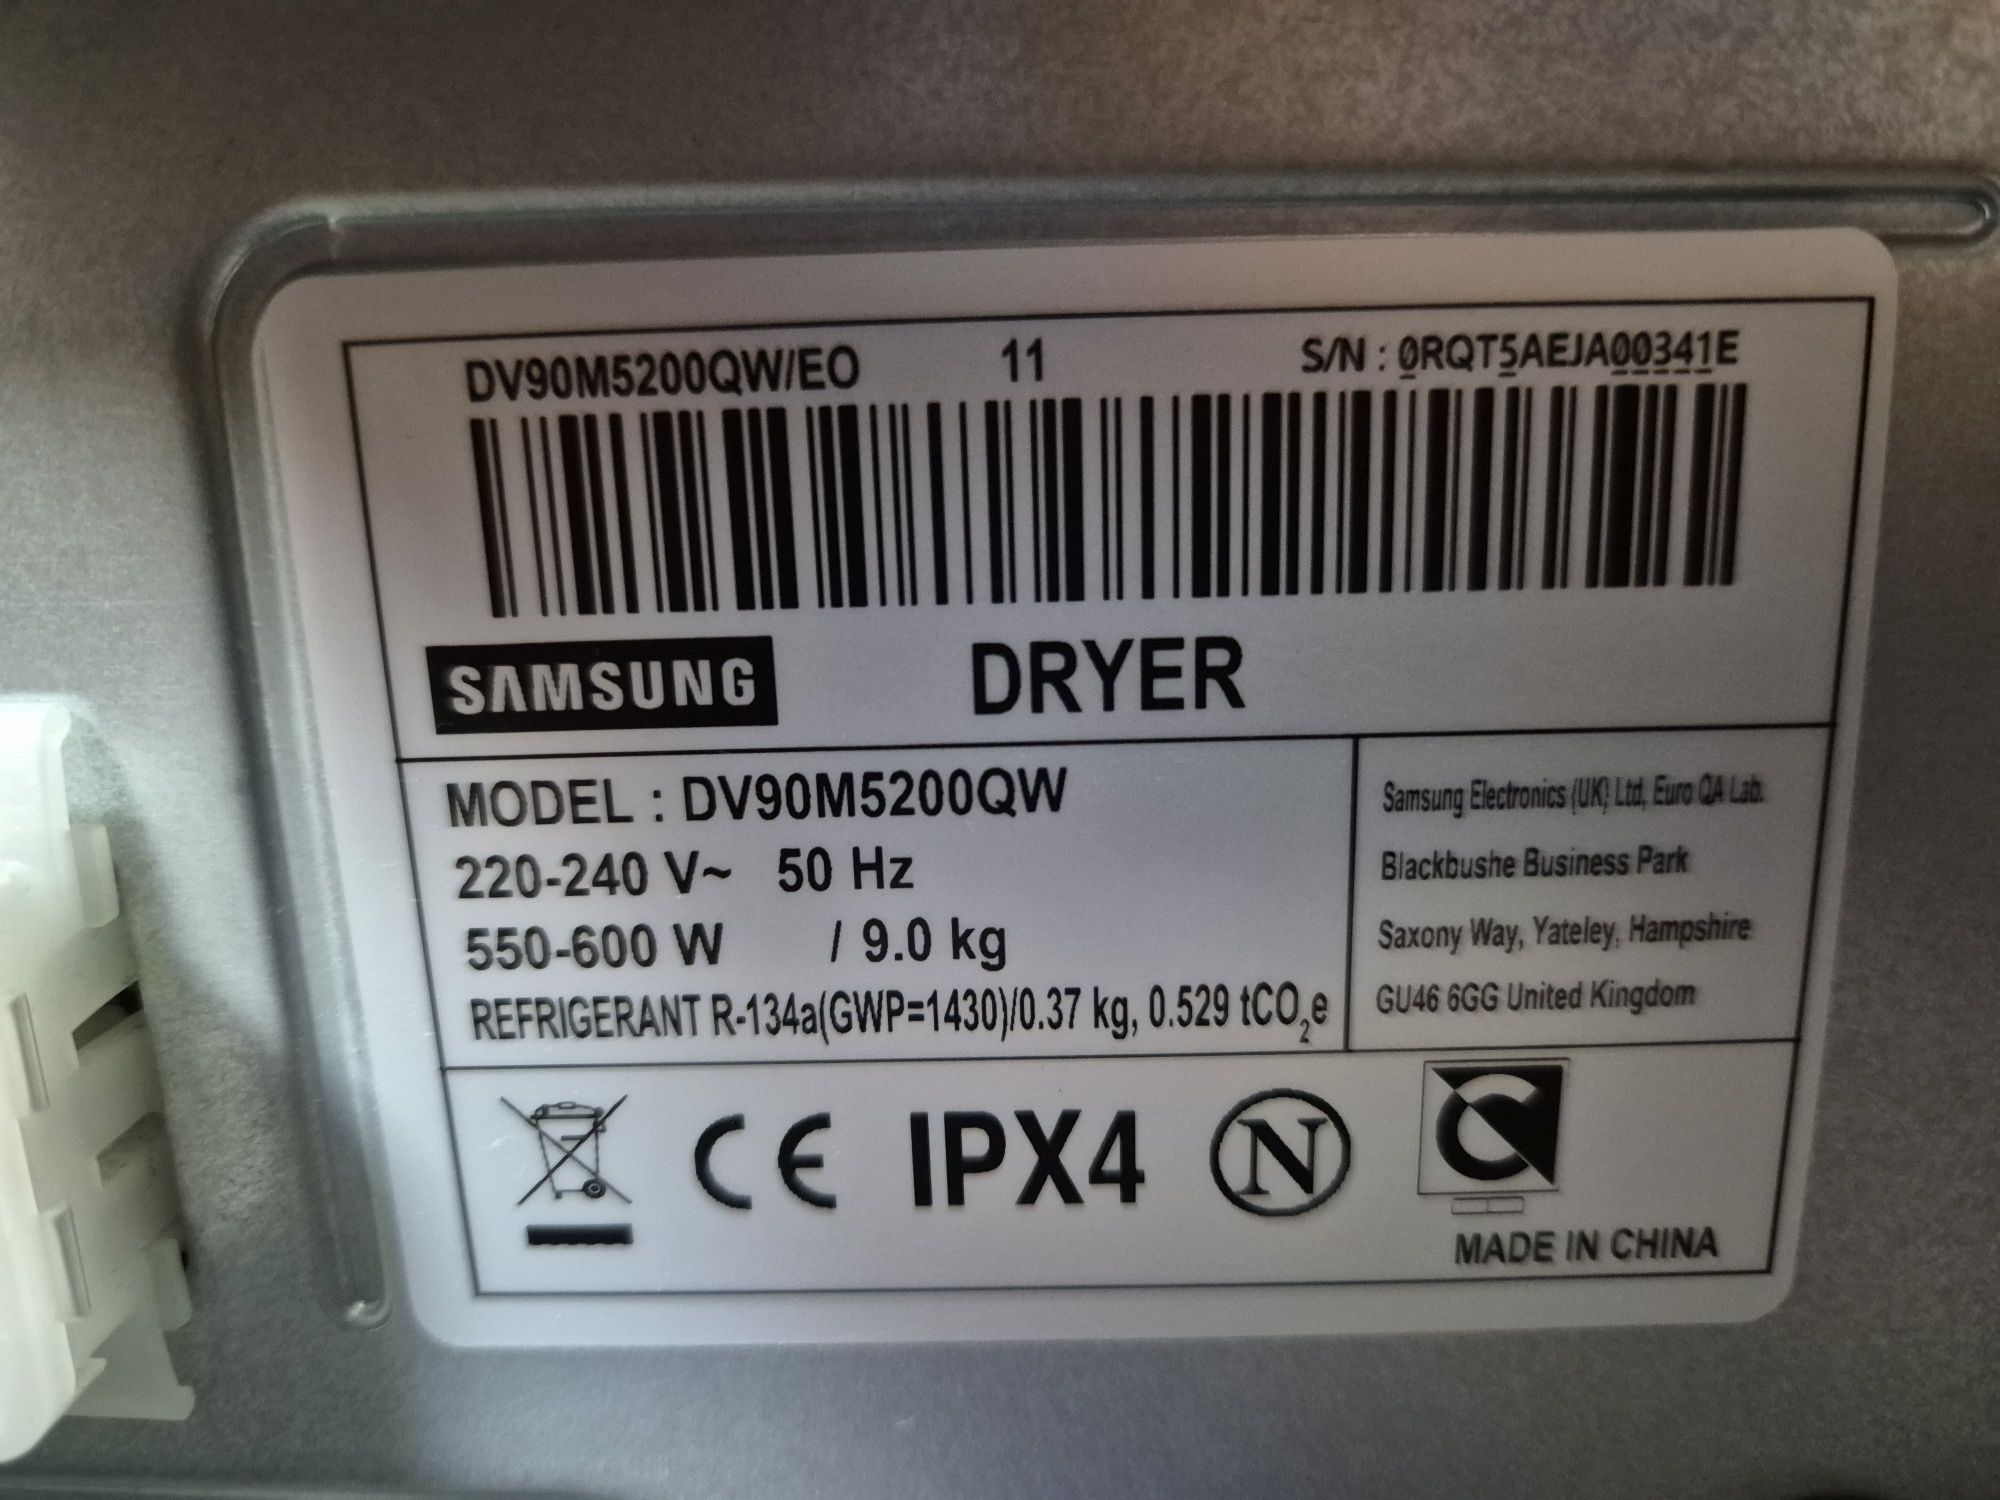 DV90M5200QW/EO 11 S/N : 0RQT5AEJA00341E
SAMSUNG DRYER
MODEL : DV90M5200QW
220-240 V~ 50 Hz
550-600 W / 9.0 kg
REFRIGERANT R-134a(GWP=1430)/0.37 kg, 0.529 tCO₂e
Samsung Electronics (UK) Ltd, Euro QA Lab.
Blackbushe Business Park
Saxony Way, Yateley, Hampshire
GU46 6GG United Kingdom
CE IPX4 N C
MADE IN CHINA